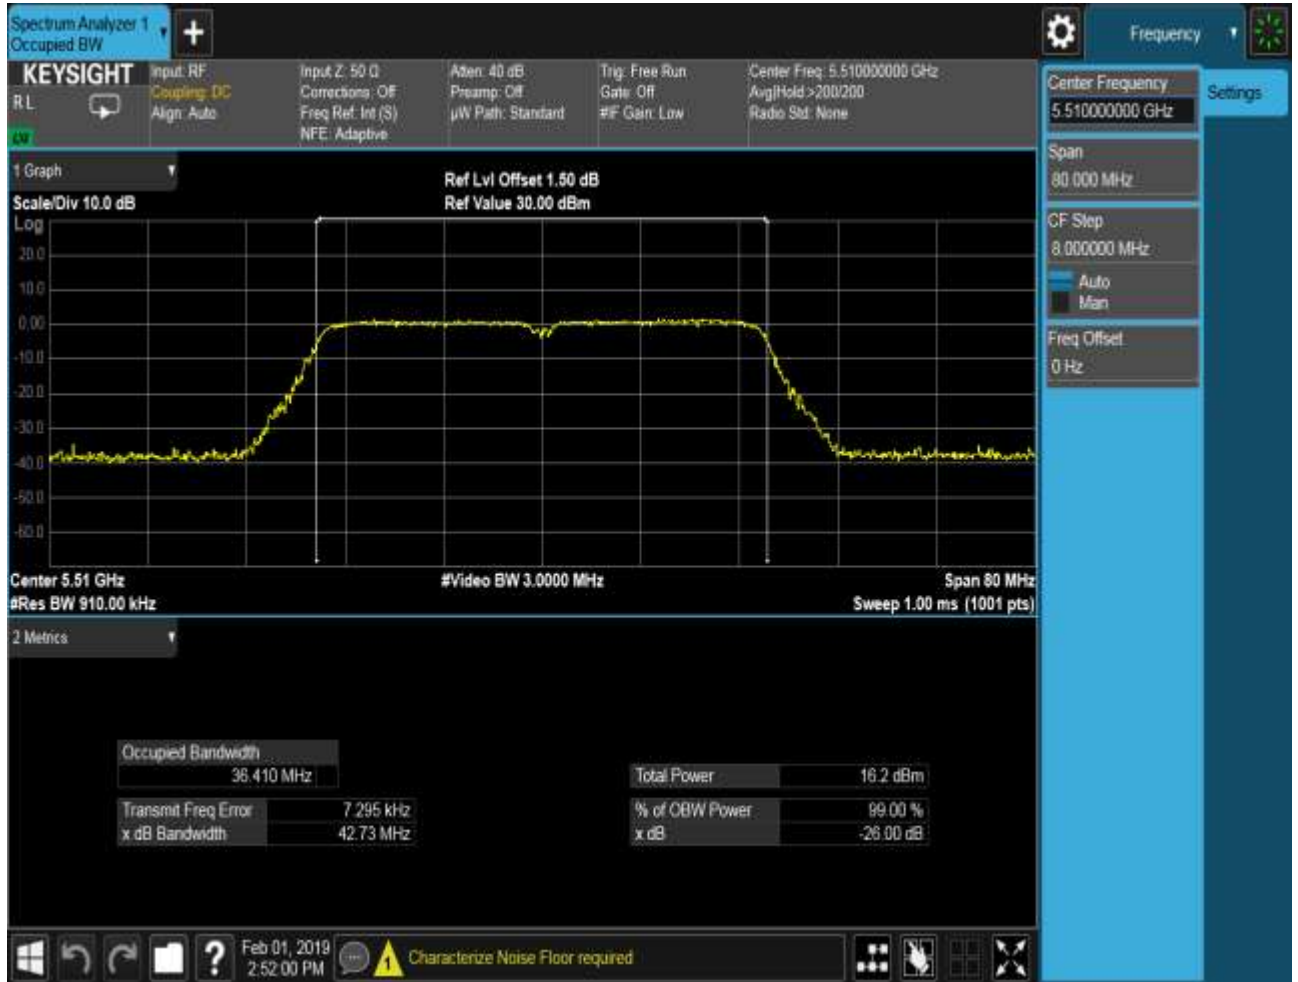 Spectrum Analyzer 1
Occupied BW
+
Frequency
KEYSIGHT
R L
Input: RF
Coupling: DC
Align: Auto
Input Z: 50 Ω
Corrections: Off
Freq Ref: Int (S)
NFE: Adaptive
Atten: 40 dB
Preamp: Off
µW Path: Standard
Trig: Free Run
Gate: Off
#IF Gain: Low
Center Freq: 5.510000000 GHz
Avg|Hold:>200/200
Radio Std: None
Center Frequency
5.510000000 GHz
Settings
Span
80.000 MHz
CF Step
8.000000 MHz
Auto
Man
Freq Offset
0 Hz
1 Graph
Scale/Div 10.0 dB
Ref Lvl Offset 1.50 dB
Ref Value 30.00 dBm
Log
20.0
10.0
0.00
-10.0
-20.0
-30.0
-40.0
-50.0
-60.0
Center 5.51 GHz
#Video BW 3.0000 MHz
Span 80 MHz
#Res BW 910.00 kHz
Sweep 1.00 ms (1001 pts)
2 Metrics
Occupied Bandwidth
36.410 MHz
Total Power 16.2 dBm
Transmit Freq Error 7.295 kHz
% of OBW Power 99.00 %
x dB Bandwidth 42.73 MHz
x dB -26.00 dB
?
Feb 01, 2019
2:52:00 PM
1
Characterize Noise Floor required